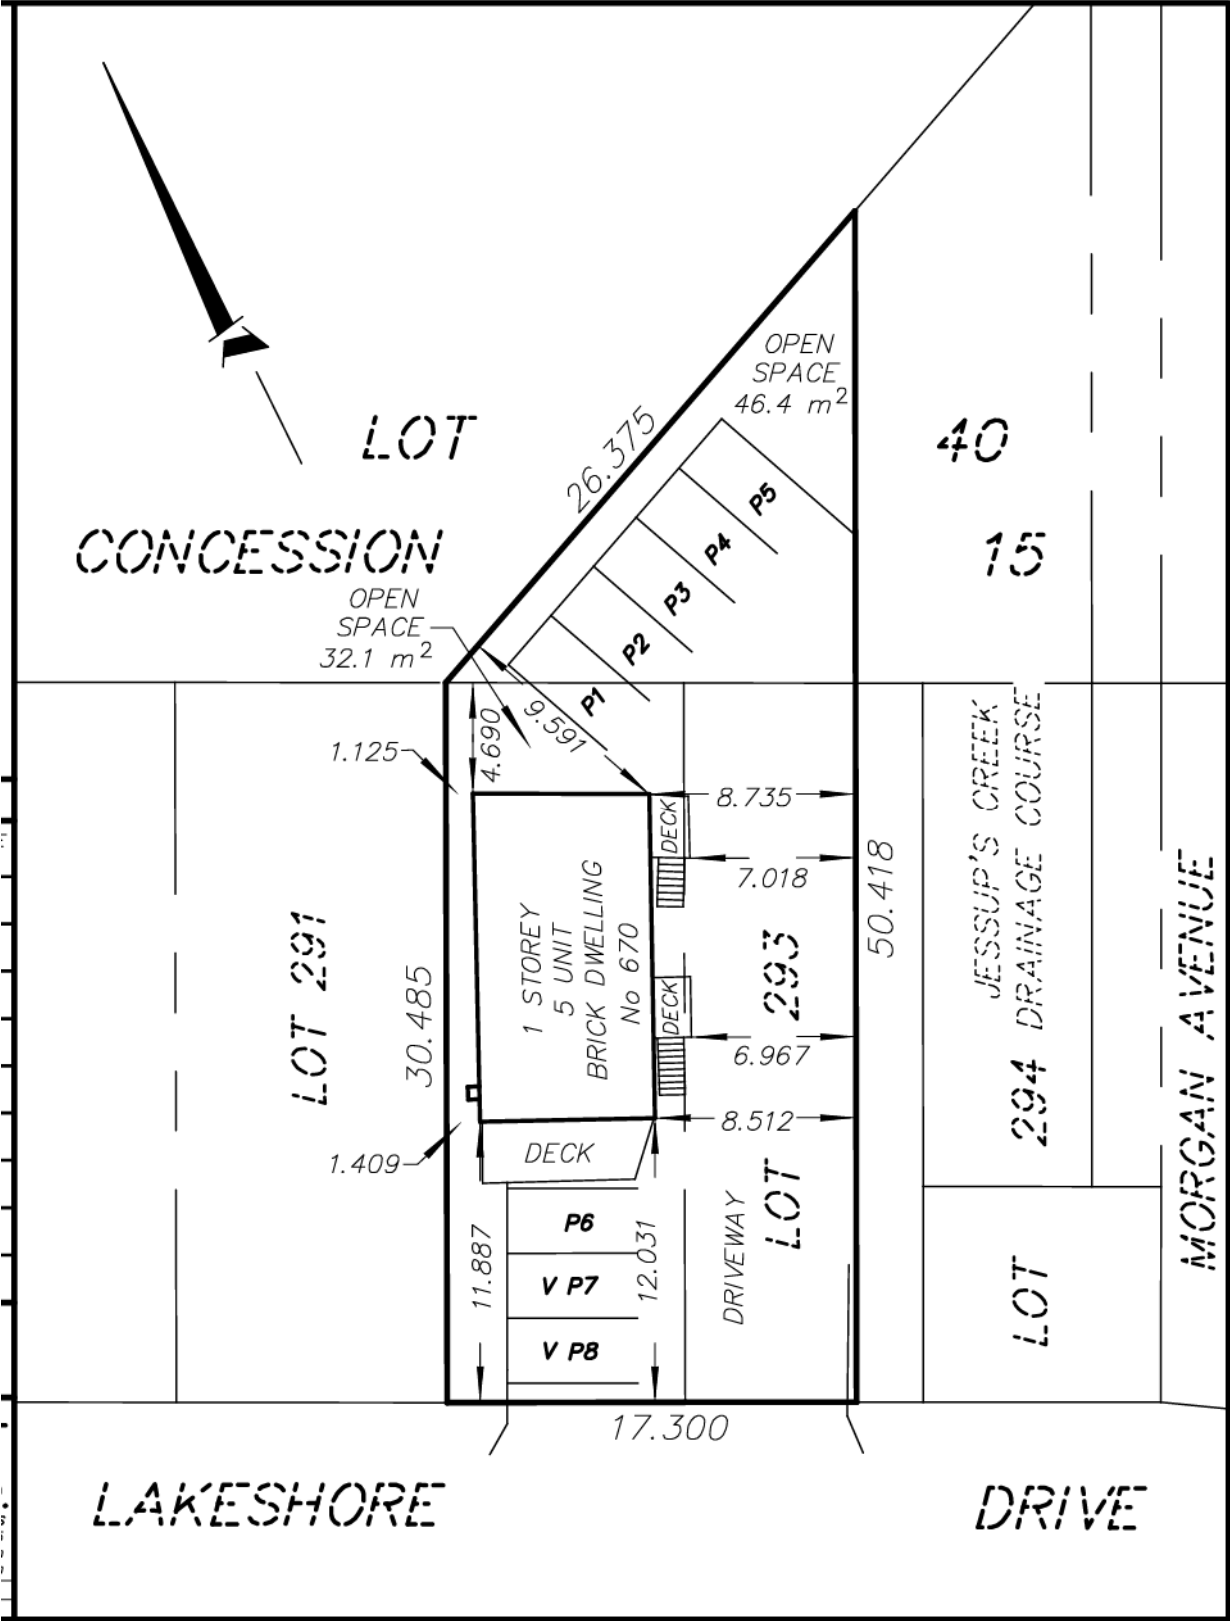 OPEN
SPACE
46.4 m²
LOT
40
26.375
P5
CONCESSION
15
P4
OPEN
SPACE
32.1 m²
P3
P2
P1
9.591
4.690
1.125
8.735
DECK
7.018
50.418
JESSUP'S CREEK
DRAINAGE COURSE
MORGAN AVENUE
LOT 291
30.485
1 STOREY
5 UNIT
BRICK DWELLING
No 670
LOT 293
DECK
6.967
8.512
LOT 294
1.409
DECK
P6
11.887
12.031
DRIVEWAY
V P7
V P8
17.300
LAKESHORE
DRIVE